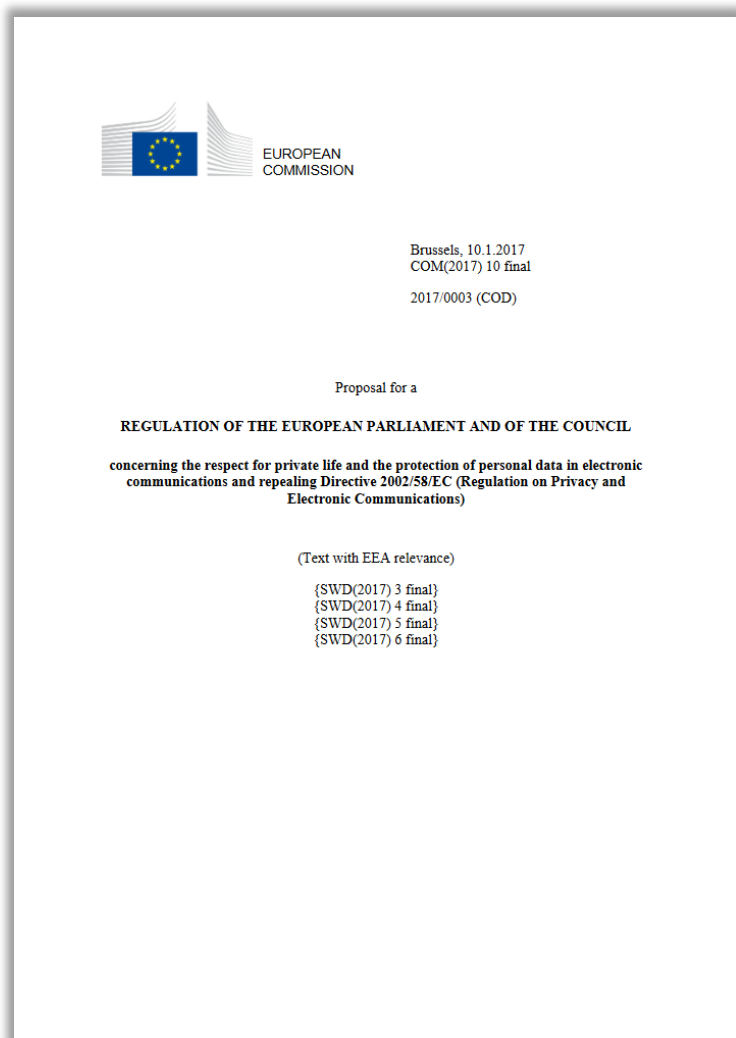 EUROPEAN
COMMISSION
Brussels, 10.1.2017
COM(2017) 10 final
2017/0003 (COD)
Proposal for a
REGULATION OF THE EUROPEAN PARLIAMENT AND OF THE COUNCIL
concerning the respect for private life and the protection of personal data in electronic
communications and repealing Directive 2002/58/EC (Regulation on Privacy and
Electronic Communications)
(Text with EEA relevance)
{SWD(2017) 3 final}
{SWD(2017) 4 final}
{SWD(2017) 5 final}
{SWD(2017) 6 final}